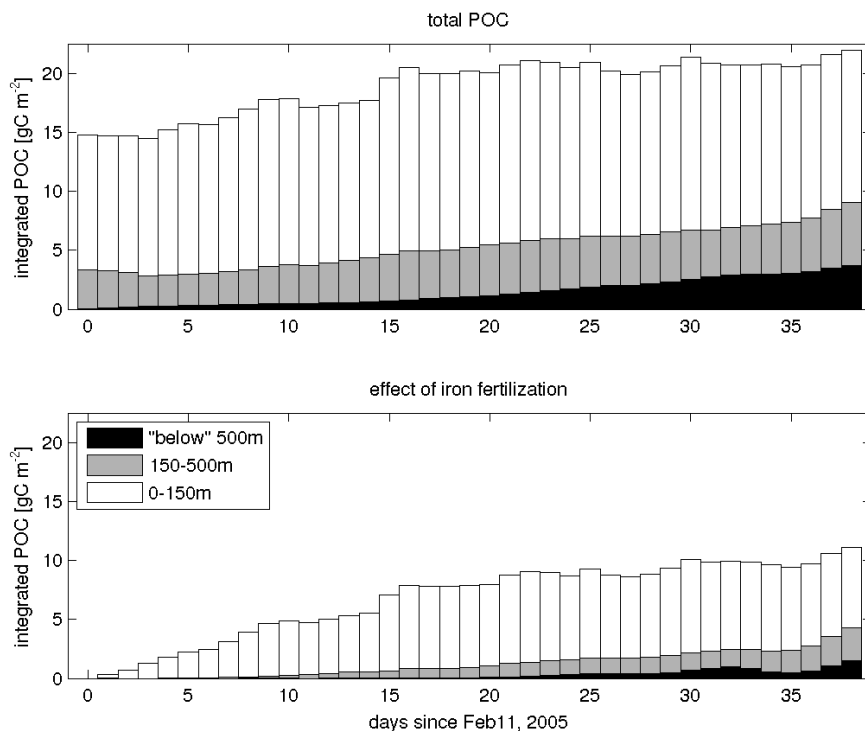 total POC
integrated POC [gC m-2]
20
15
10
5
0
0 5 10 15 20 25 30 35
effect of iron fertilization
integrated POC [gC m-2]
20
15
10
5
0
"below" 500m
150-500m
0-150m
0 5 10 15 20 25 30 35
days since Feb11, 2005